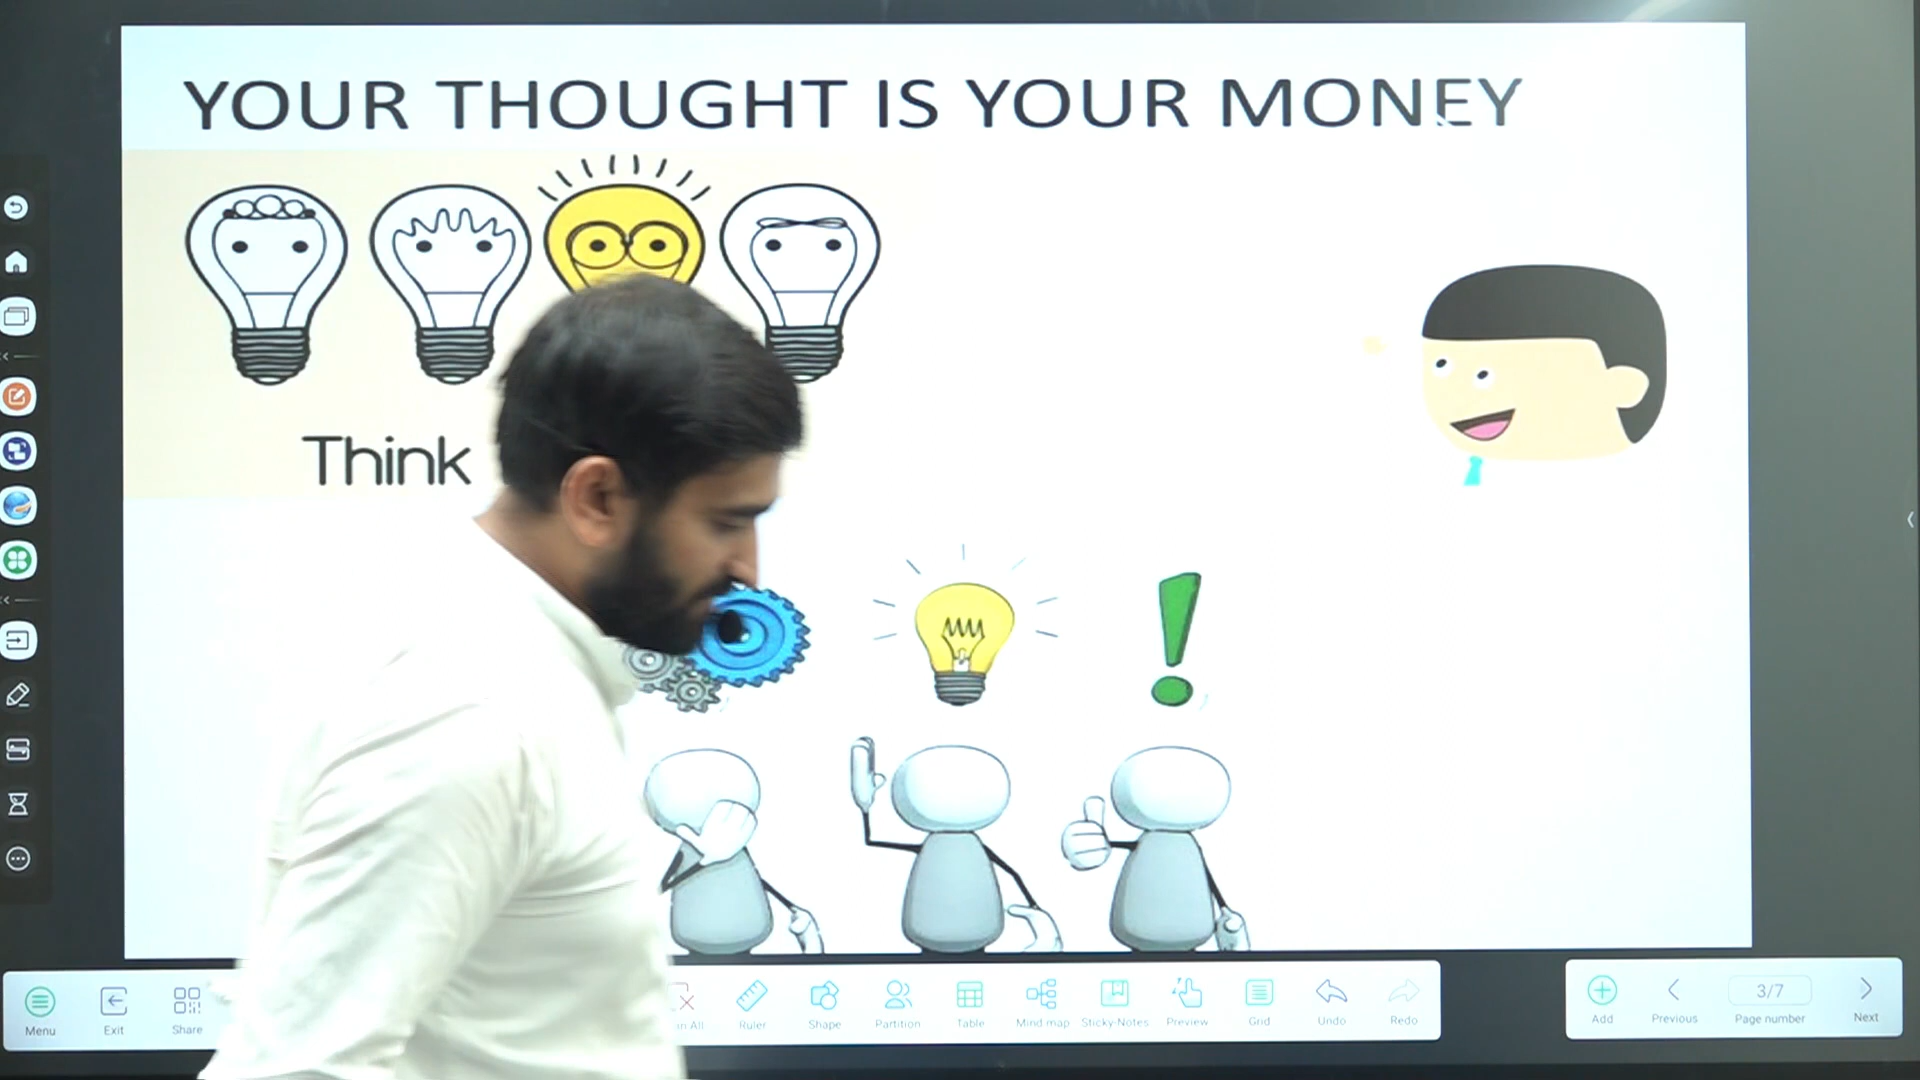 YOUR THOUGHT IS YOUR MONEY
Think
Menu
Exit
Share
Ruler
Shape
Partition
Table
Mind map
Sticky-Notes
Preview
Grid
Undo
Redo
Add
Previous
3/7
Page number
Next